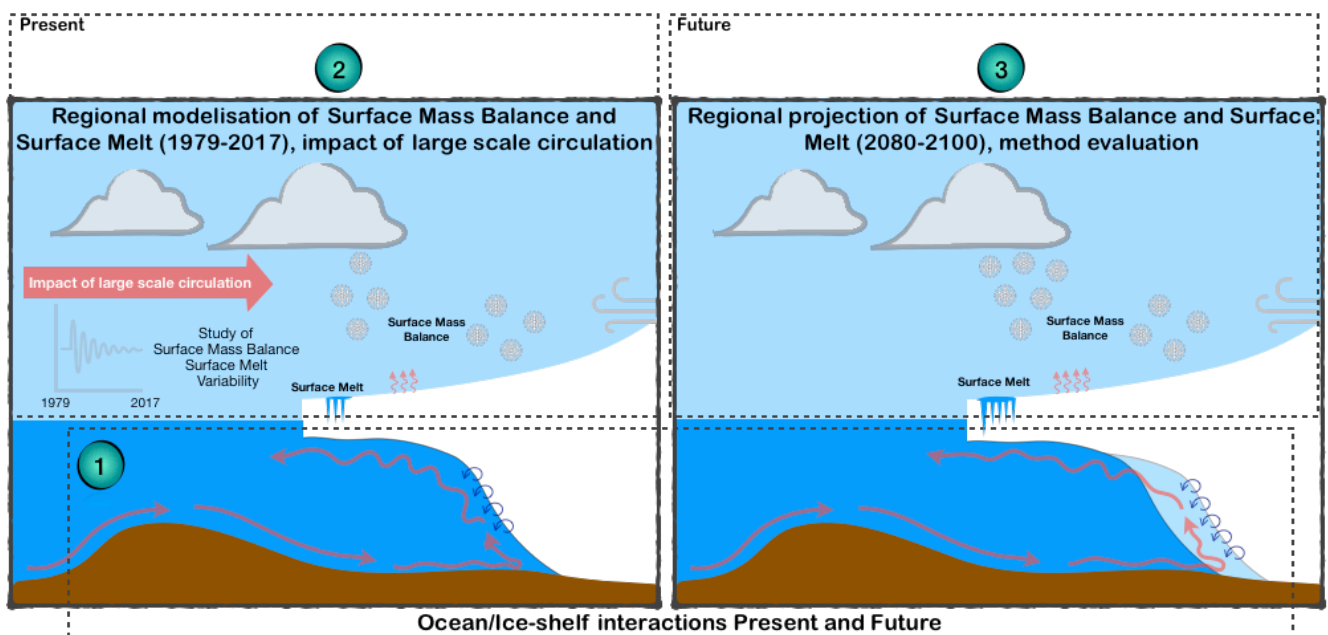 Present
2
Regional modelisation of Surface Mass Balance and
Surface Melt (1979-2017), impact of large scale circulation
Impact of large scale circulation
Study of
Surface Mass Balance
Surface Melt
Variability
1979
2017
Surface Mass
Balance
Surface Melt
1
Future
3
Regional projection of Surface Mass Balance and Surface
Melt (2080-2100), method evaluation
Surface Mass
Balance
Surface Melt
Ocean/Ice-shelf interactions Present and Future